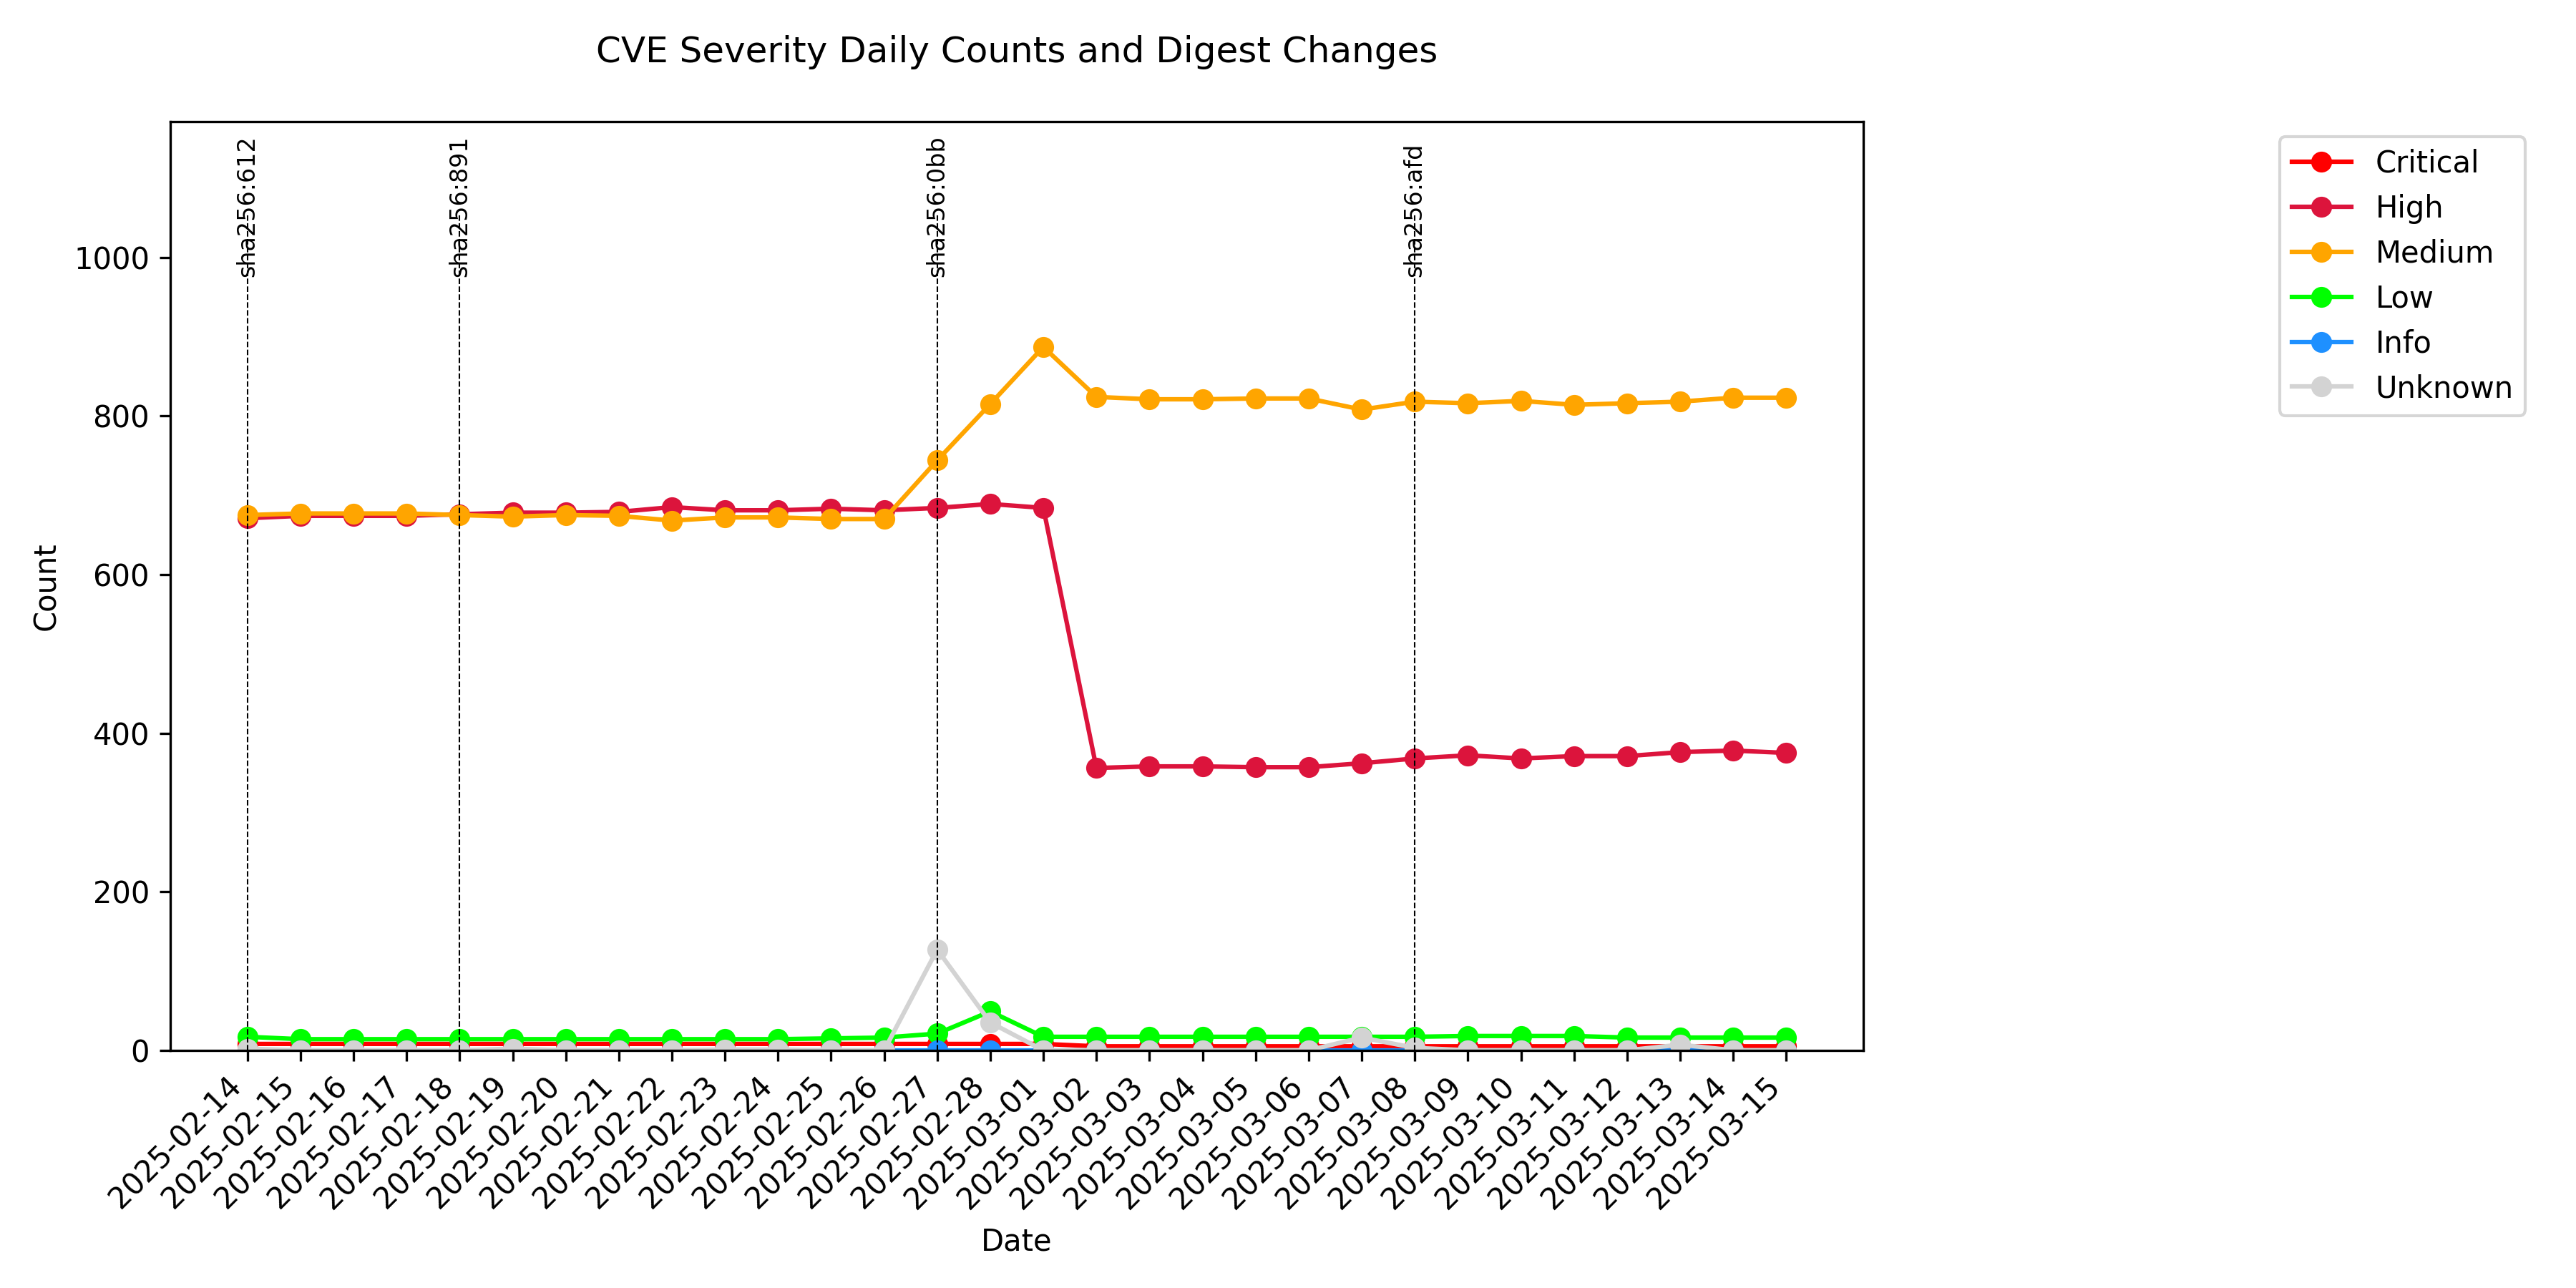 CVE Severity Daily Counts and Digest Changes
sha256:612
sha256:891
sha256:0bb
sha256:afd
Critical
High
Medium
Low
Info
Unknown
Count
1000
800
600
400
200
0
2025-02-14
2025-02-15
2025-02-16
2025-02-17
2025-02-18
2025-02-19
2025-02-20
2025-02-21
2025-02-22
2025-02-23
2025-02-24
2025-02-25
2025-02-26
2025-02-27
2025-02-28
2025-03-01
2025-03-02
2025-03-03
2025-03-04
2025-03-05
2025-03-06
2025-03-07
2025-03-08
2025-03-09
2025-03-10
2025-03-11
2025-03-12
2025-03-13
2025-03-14
2025-03-15
Date